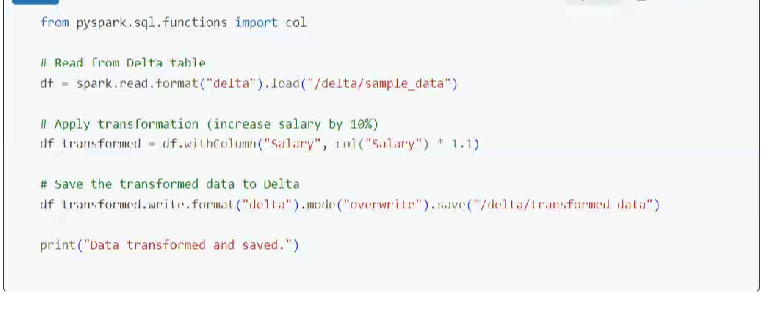 from pyspark.sql.functions import col
# Read from Delta table
df = spark.read.format("delta").load("/delta/sample_data")
# Apply transformation (increase salary by 10%)
df_transformed = df.withColumn("Salary", col("Salary") * 1.1)
# Save the transformed data to Delta
df_transformed.write.format("delta").mode("overwrite").save("/delta/transformed_data")
print("Data transformed and saved.")